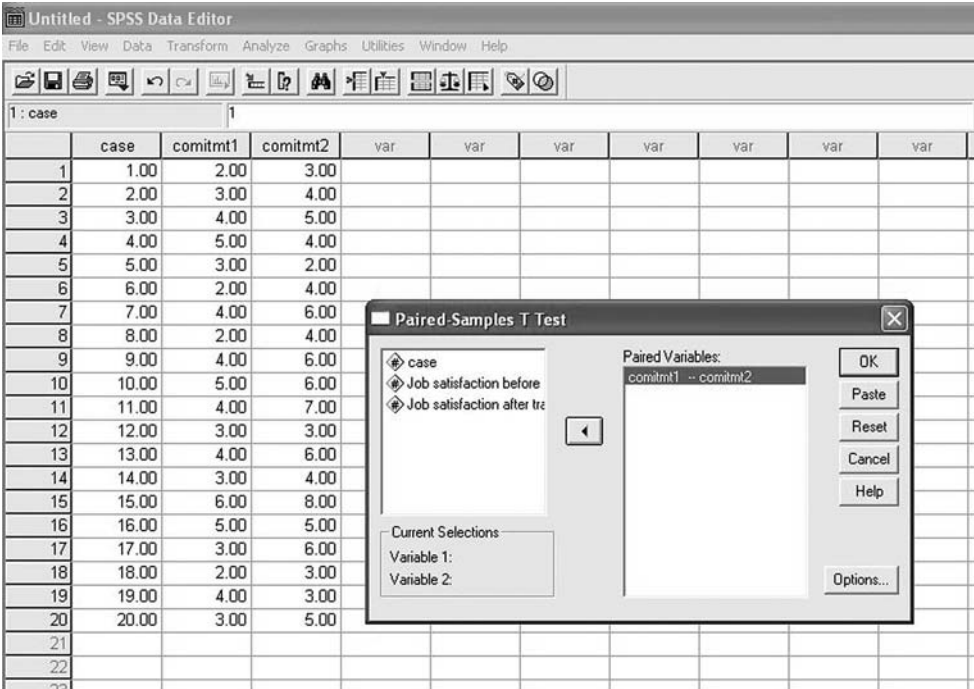 Untitled - SPSS Data Editor
File Edit View Data Transform Analyze Graphs Utilities Window Help
1 : case 1
case comitmt1 comitmt2 var var var var var var var
1 1.00 2.00 3.00
2 2.00 3.00 4.00
3 3.00 4.00 5.00
4 4.00 5.00 4.00
5 5.00 3.00 2.00
6 6.00 2.00 4.00
7 7.00 4.00 6.00
8 8.00 2.00 4.00
9 9.00 4.00 6.00
10 10.00 5.00 6.00
11 11.00 4.00 7.00
12 12.00 3.00 3.00
13 13.00 4.00 6.00
14 14.00 3.00 4.00
15 15.00 6.00 8.00
16 16.00 5.00 5.00
17 17.00 3.00 6.00
18 18.00 2.00 3.00
19 19.00 4.00 3.00
20 20.00 3.00 5.00
21
22
Paired-Samples T Test
case
Job satisfaction before
Job satisfaction after tra
Paired Variables:
comitmt1 -- comitmt2
OK
Paste
Reset
Cancel
Help
Current Selections
Variable 1:
Variable 2:
Options...